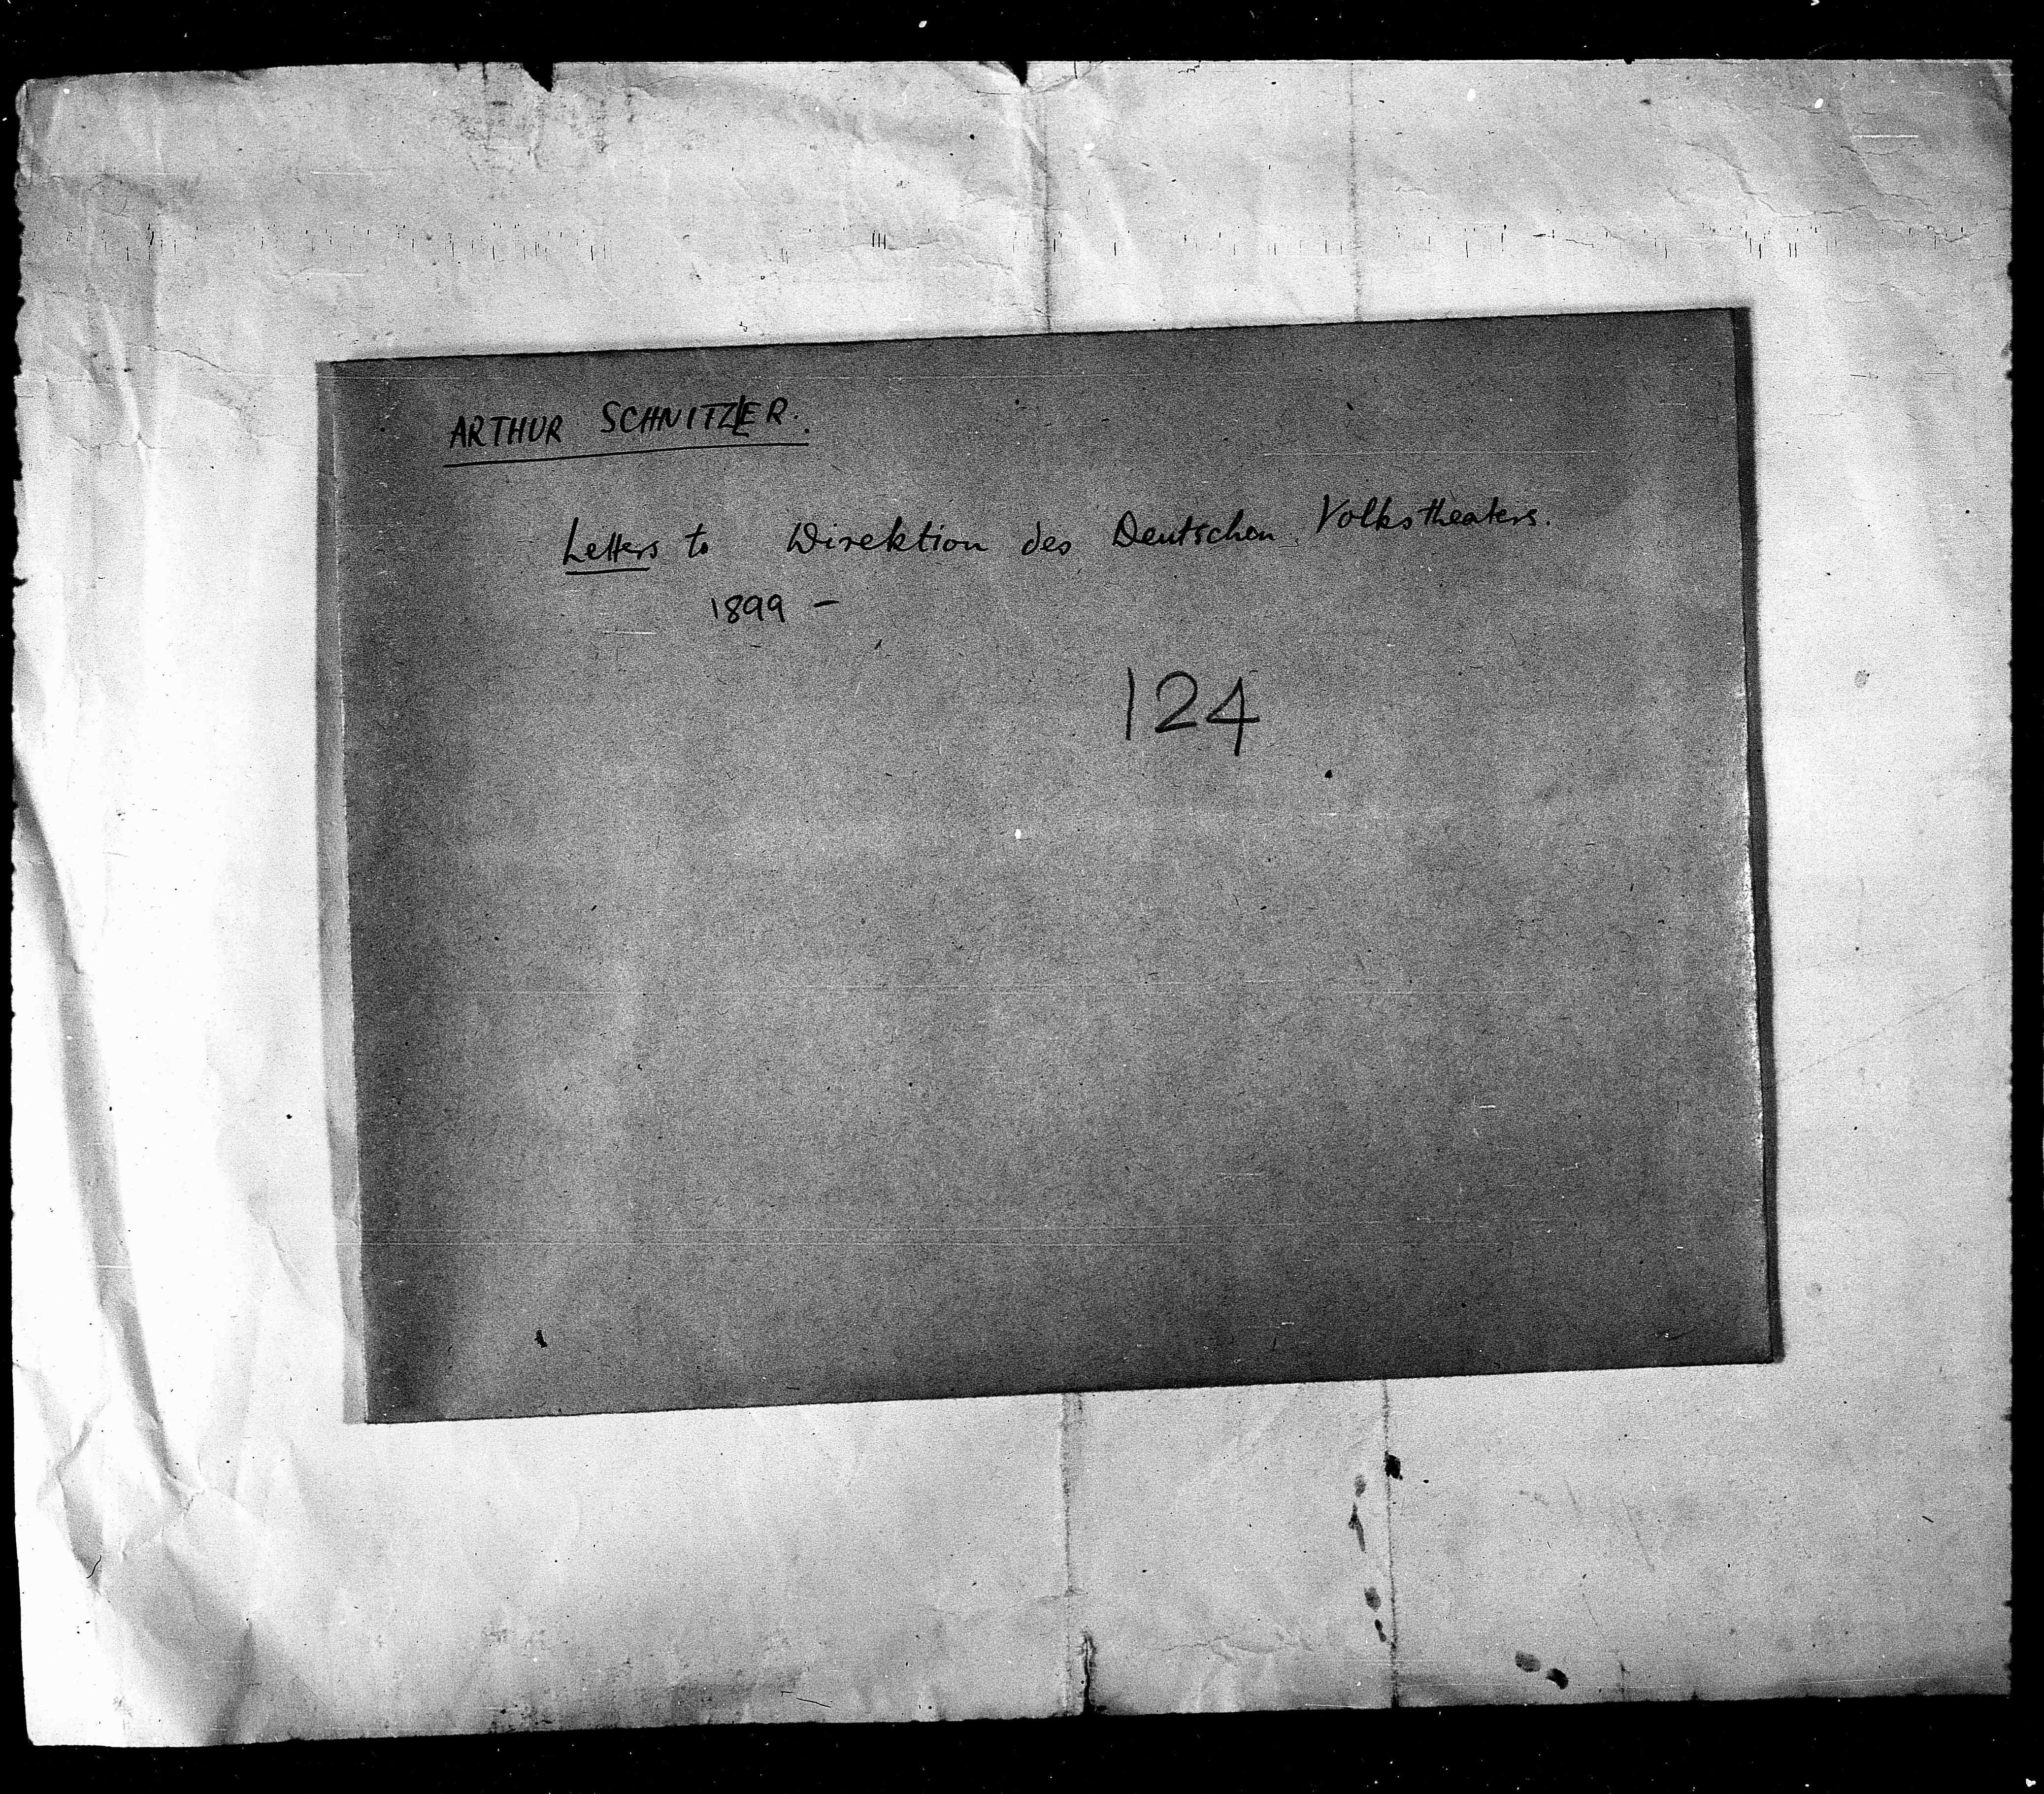 ARTHUR SCHNITZLER.
Letters to Direktion des Deutschen Volkstheaters.
1899 –
124